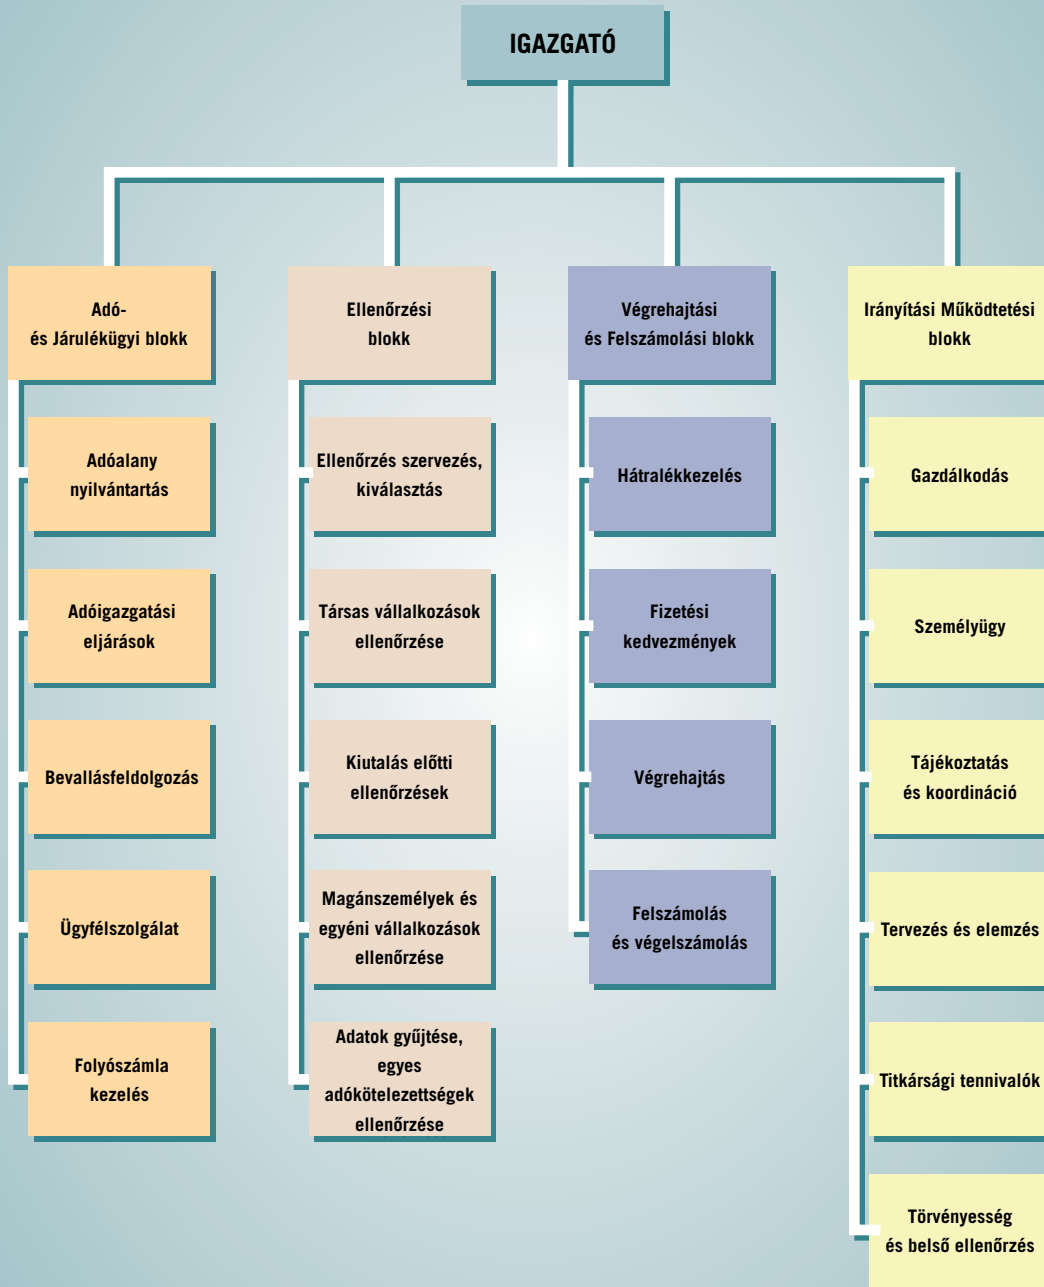 IGAZGATÓ
Adó-
és Járulékügyi blokk
Adóalany
nyilvántartás
Adóigazgatási
eljárások
Bevallásfeldolgozás
Ügyfélszolgálat
Folyószámla
kezelés
Ellenőrzési
blokk
Ellenőrzés szervezés,
kiválasztás
Társas vállalkozások
ellenőrzése
Kiutalás előtti
ellenőrzések
Magánszemélyek és
egyéni vállalkozások
ellenőrzése
Adatok gyűjtése,
egyes
adókötelezettségek
ellenőrzése
Végrehajtási
és Felszámolási blokk
Hátralékkezelés
Fizetési
kedvezmények
Végrehajtás
Felszámolás
és végelszámolás
Irányítási Működtetési
blokk
Gazdálkodás
Személyügy
Tájékoztatás
és koordináció
Tervezés és elemzés
Titkársági tennivalók
Törvényesség
és belső ellenőrzés